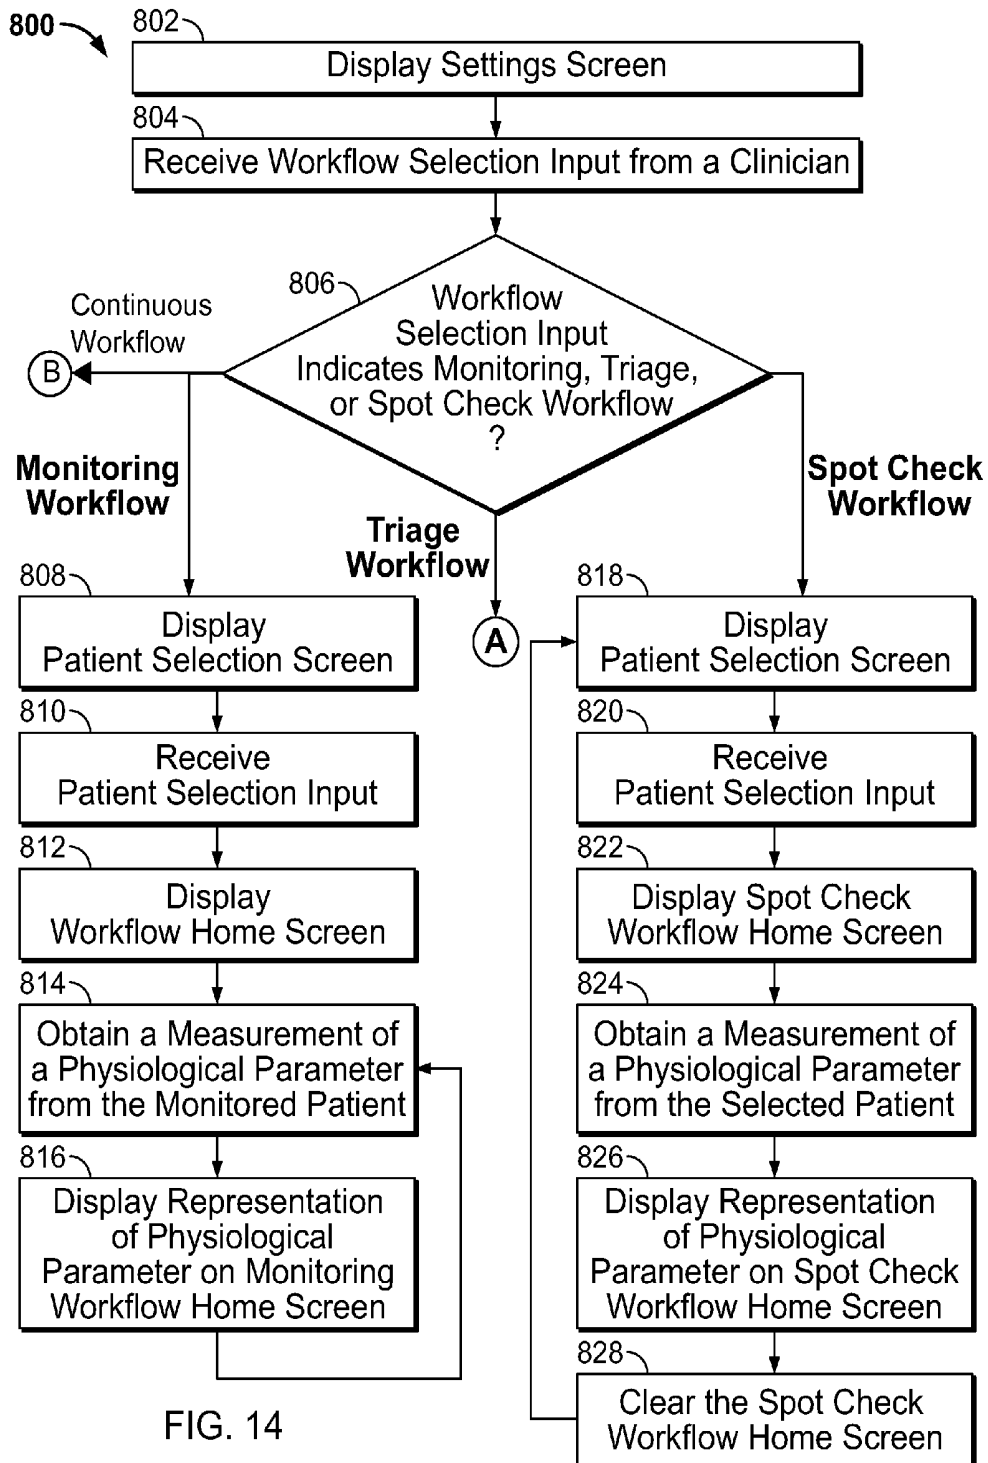 800
802
Display Settings Screen
804
Receive Workflow Selection Input from a Clinician
806
Workflow
Selection Input
Indicates Monitoring, Triage,
or Spot Check Workflow
?
Continuous
Workflow
B
Monitoring
Workflow
Triage
Workflow
A
Spot Check
Workflow
808
Display
Patient Selection Screen
810
Receive
Patient Selection Input
812
Display
Workflow Home Screen
814
Obtain a Measurement of
a Physiological Parameter
from the Monitored Patient
816
Display Representation
of Physiological
Parameter on Monitoring
Workflow Home Screen
818
Display
Patient Selection Screen
820
Receive
Patient Selection Input
822
Display Spot Check
Workflow Home Screen
824
Obtain a Measurement of
a Physiological Parameter
from the Selected Patient
826
Display Representation
of Physiological
Parameter on Spot Check
Workflow Home Screen
828
Clear the Spot Check
Workflow Home Screen
FIG. 14